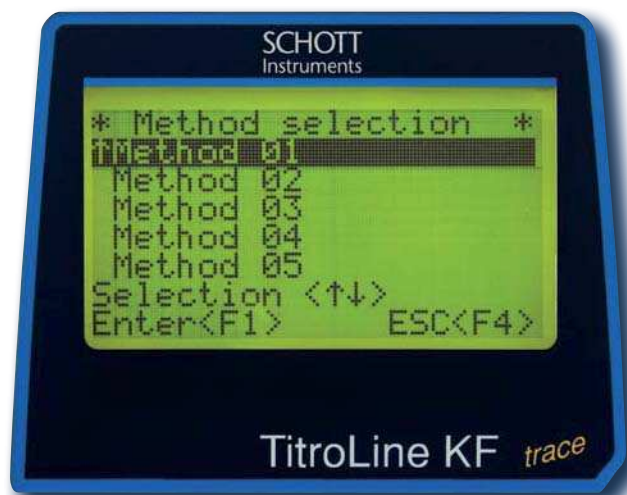 SCHOTT
Instruments
* Method selection *
↑Method 01
Method 02
Method 03
Method 04
Method 05
Selection <↑↓>
Enter<F1> ESC<F4>
TitroLine KF trace